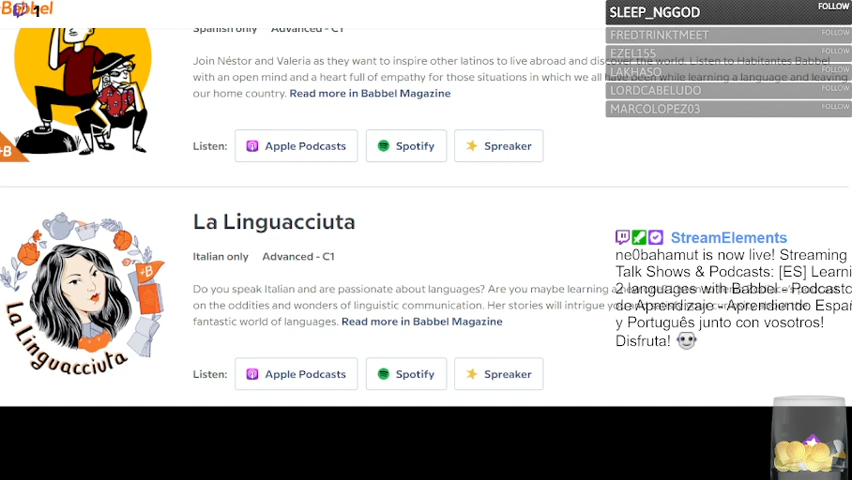 Babbel
1
Spanish only Advanced - C1
Join Néstor and Valeria as they want to inspire other latinos to live abroad and discover the world. Listen to Habitantes Babbel
with an open mind and a heart full of empathy for those situations in which we all have been while learning a language and leaving
our home country. Read more in Babbel Magazine
+B
Listen: Apple Podcasts Spotify Spreaker
SLEEP_NGGOD FOLLOW
FREDTRINKTMEET FOLLOW
EZEL155 FOLLOW
LAKHASO FOLLOW
LORDCABELUDO FOLLOW
MARCOLOPEZ03 FOLLOW
La Linguacciuta
Italian only Advanced - C1
Do you speak Italian and are passionate about languages? Are you maybe learning
on the oddities and wonders of linguistic communication. Her stories will intrigue
fantastic world of languages. Read more in Babbel Magazine
+B
La Linguacciuta
Listen: Apple Podcasts Spotify Spreaker
StreamElements
ne0bahamut is now live! Streaming
Talk Shows & Podcasts: [ES] Learni
2 languages with Babbel - Podcast
de Aprendizaje - Aprendiendo Espa
y Português junto con vosotros!
Disfruta!